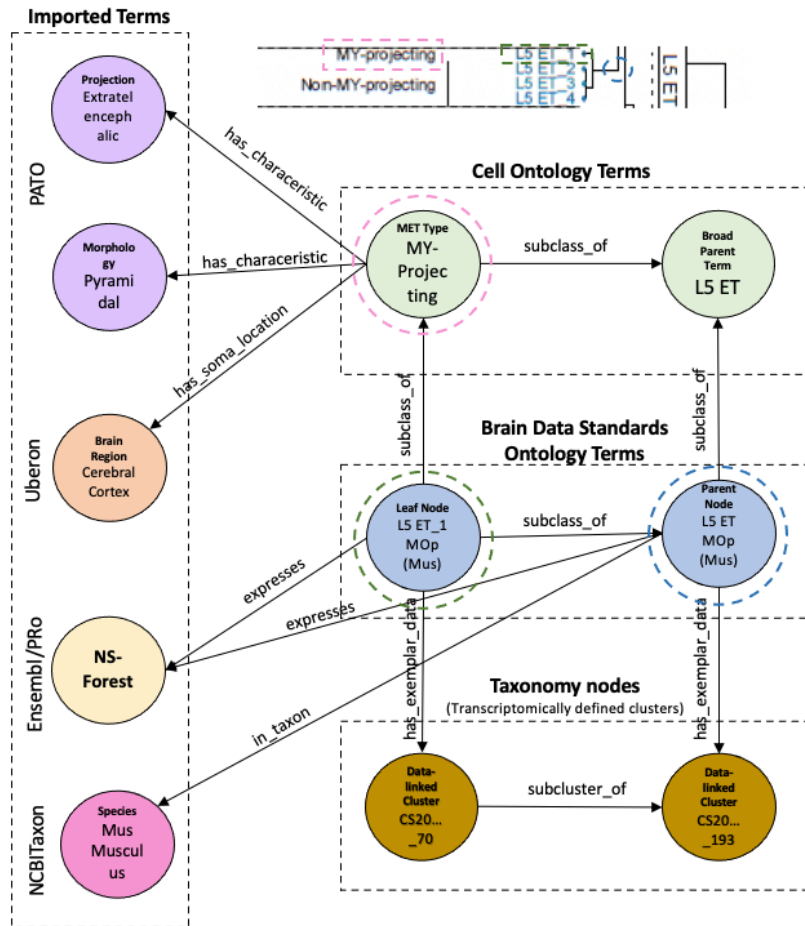 Imported Terms
MY-projecting
Non-MY-projecting
L5 ET_1
L5 ET_2
L5 ET_3
L5 ET_4
L5 ET
PATO
Projection
Extratel
enceph
alic
has_characeristic
Morpholo
gy
Pyrami
dal
has_characteristic
has_soma_location
Uberon
Brain
Region
Cerebral
Cortex
Cell Ontology Terms
MET Type
MY-
Projec
ting
subclass_of
Broad
Parent
Term
L5 ET
subclass_of
subclass_of
Brain Data Standards
Ontology Terms
Leaf Node
L5 ET_1
MOp
(Mus)
subclass_of
Parent
Node
L5 ET
MOp
(Mus)
expresses
expresses
in_taxon
Ensembl/PRo
NS-
Forest
has_exemplar_data
has_exemplar_data
Taxonomy nodes
(Transcriptomically defined clusters)
Data-
linked
Cluster
CS20...
_70
subcluster_of
Data-
linked
Cluster
CS20...
_193
NCBITaxon
Species
Mus
Muscul
us